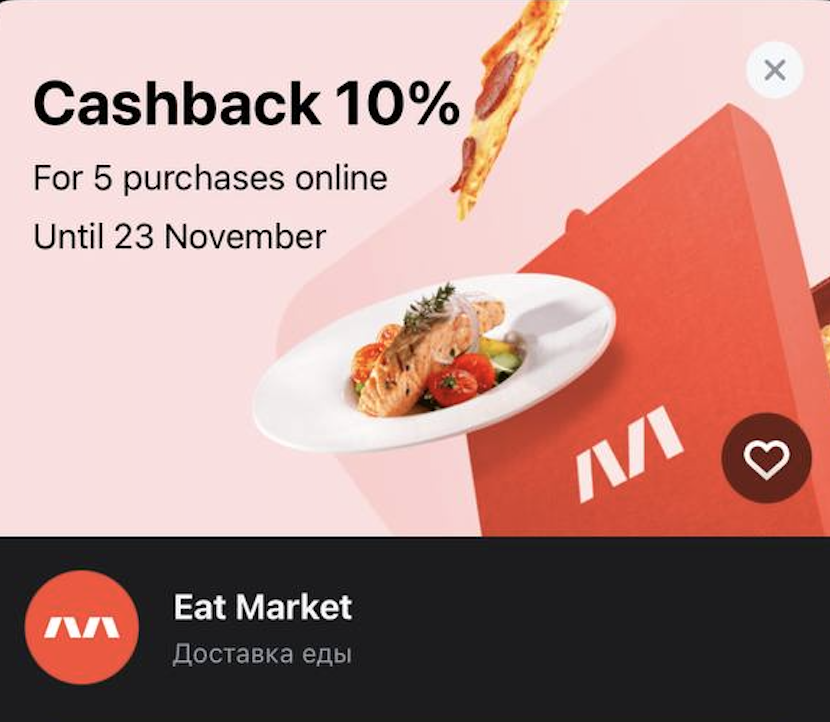 Cashback 10%
For 5 purchases online
Until 23 November
Eat Market
Доставка еды